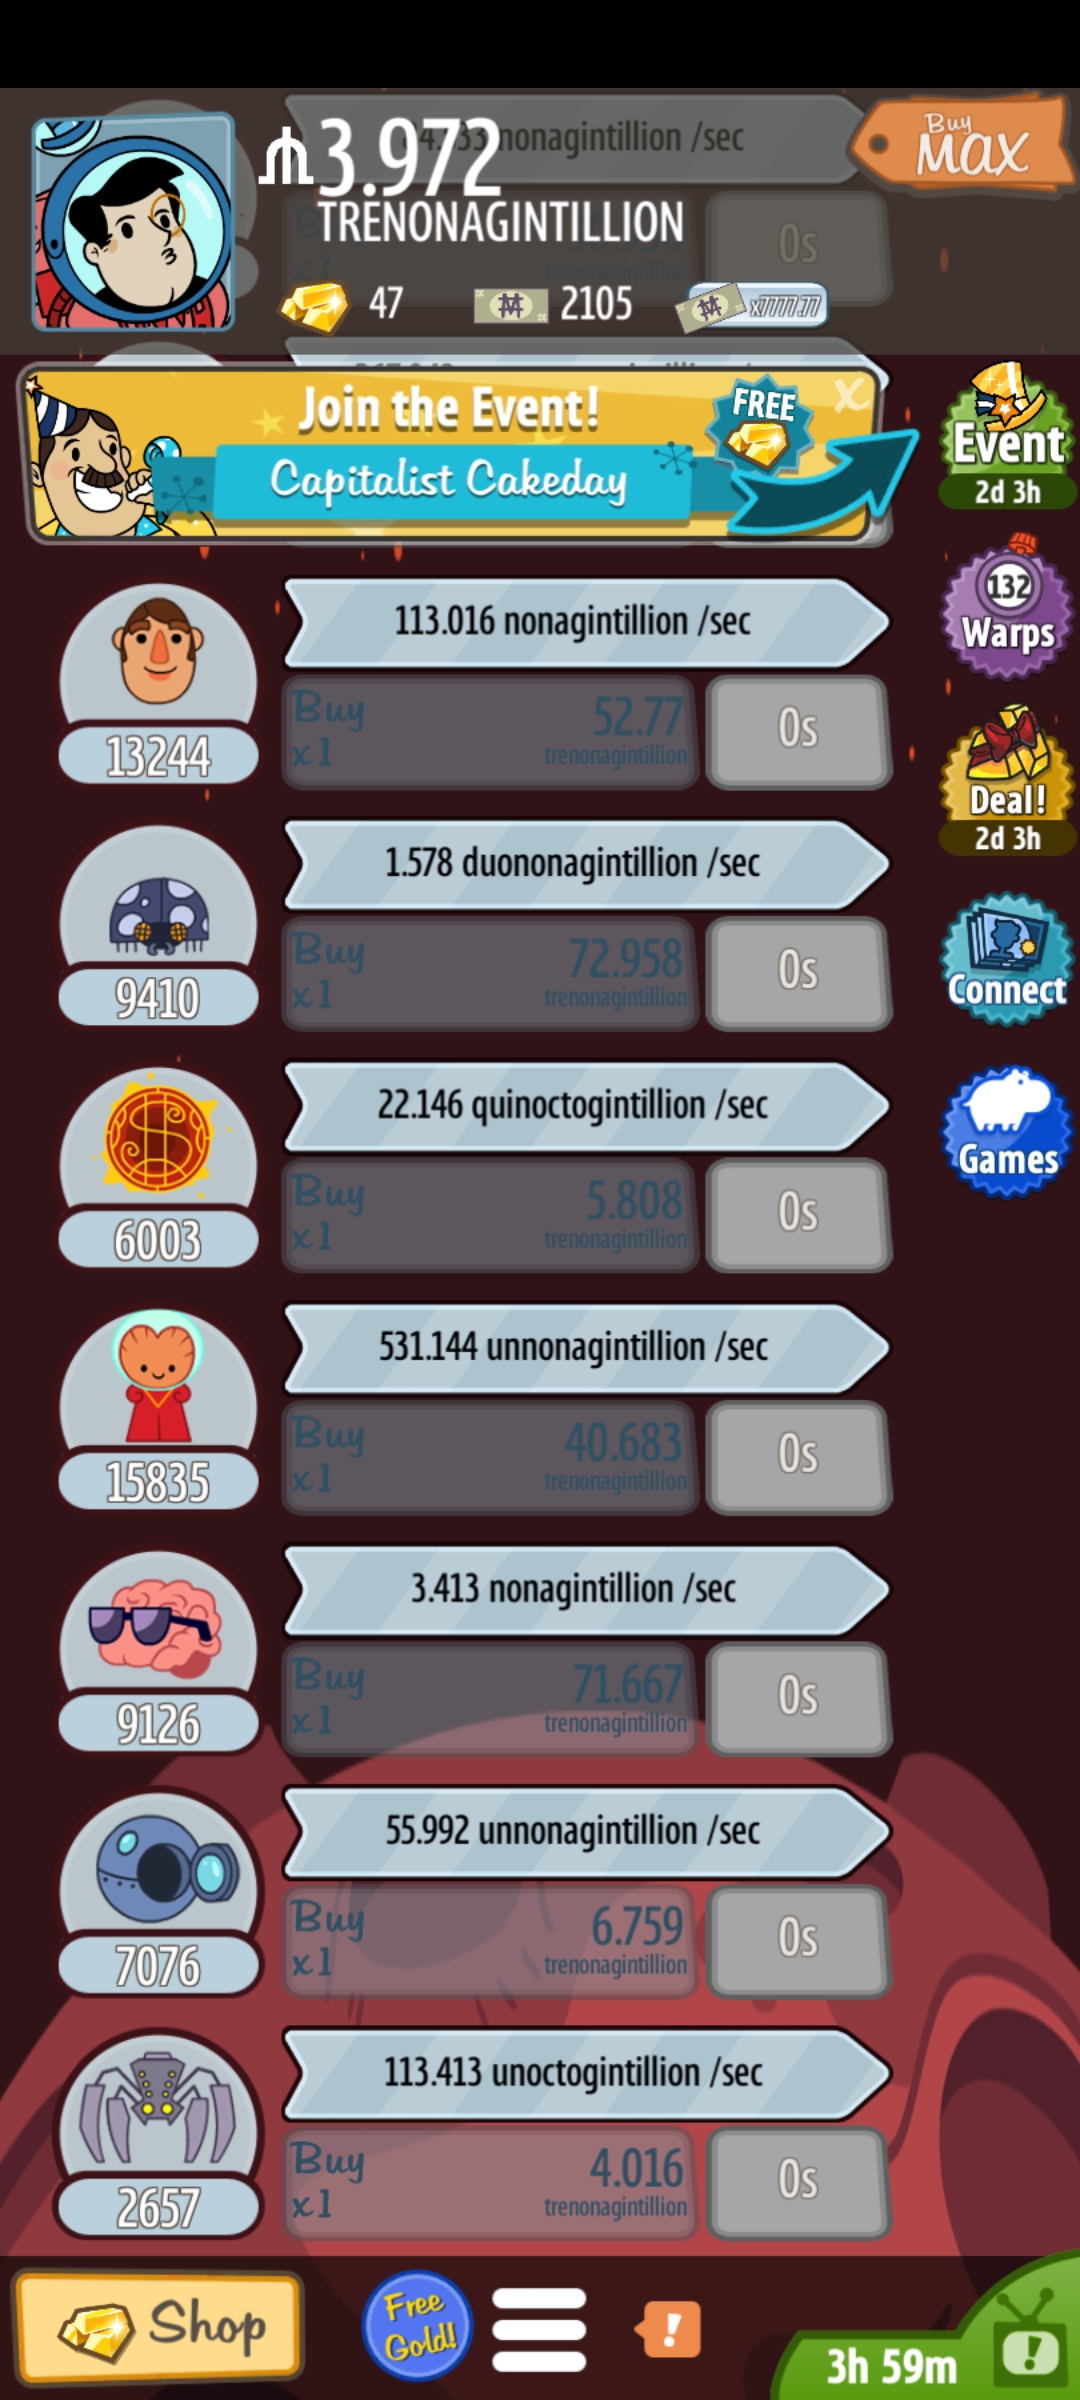 nonagintillion /sec
3.972
TRENONAGINTILLION
Buy
MAX
0s
47
2105
x7777.77
Join the Event!
Capitalist Cakeday
FREE
X
Event
2d 3h
113.016 nonagintillion /sec
13244
Buy
x1
52.77
trenonagintillion
0s
132
Warps
Deal!
2d 3h
1.578 duononagintillion /sec
9410
Buy
x1
72.958
trenonagintillion
0s
Connect
22.146 quinoctogintillion /sec
6003
Buy
x1
5.808
trenonagintillion
0s
Games
531.144 unnonagintillion /sec
15835
Buy
x1
40.683
trenonagintillion
0s
3.413 nonagintillion /sec
9126
Buy
x1
71.667
trenonagintillion
0s
55.992 unnonagintillion /sec
7076
Buy
x1
6.759
trenonagintillion
0s
113.413 unoctogintillion /sec
2657
Buy
x1
4.016
trenonagintillion
0s
Shop
Free
Gold!
!
3h 59m
!